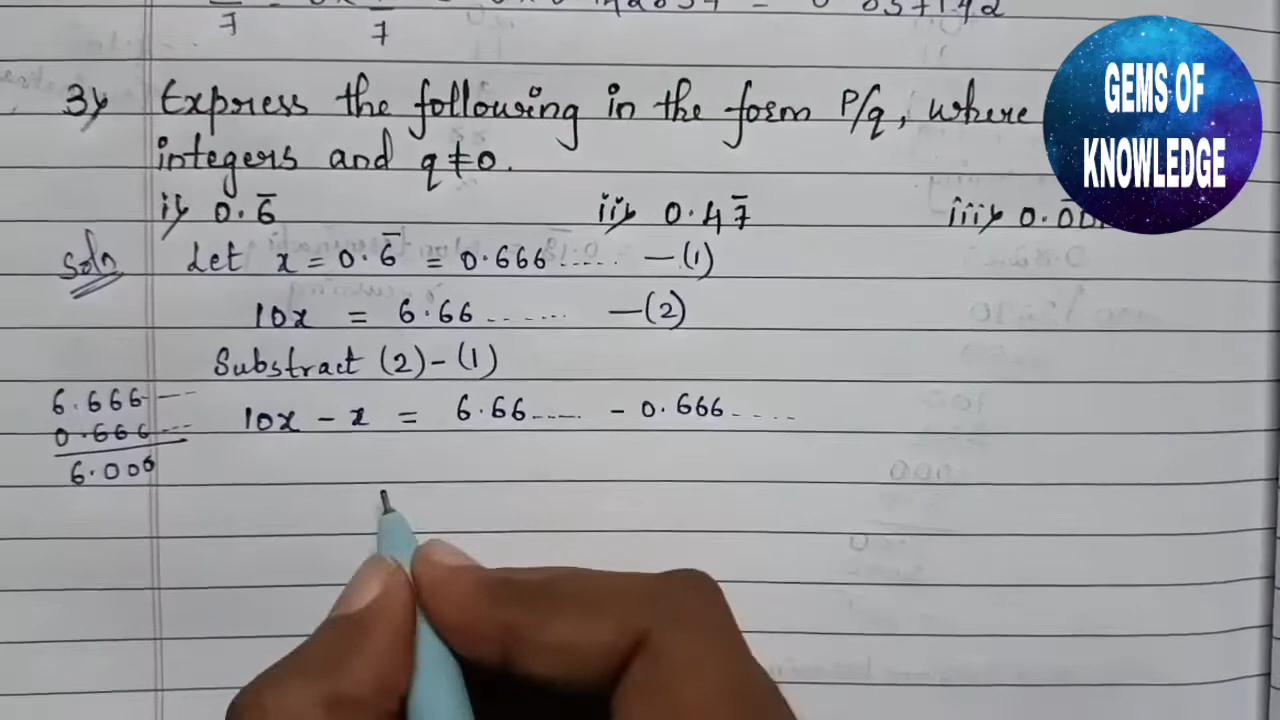 3) Express the following in the form P/q, where
integers and q≠0.
i) 0.6̅ ii) 0.47̅ iii) 0.0̅0
Soln Let x = 0.6̅ = 0.666...... —(1)
10x = 6.66....... —(2)
Substract (2)-(1)
6.666----
10x - x = 6.66..... - 0.666....
0.666...
6.000
GEMS OF
KNOWLEDGE